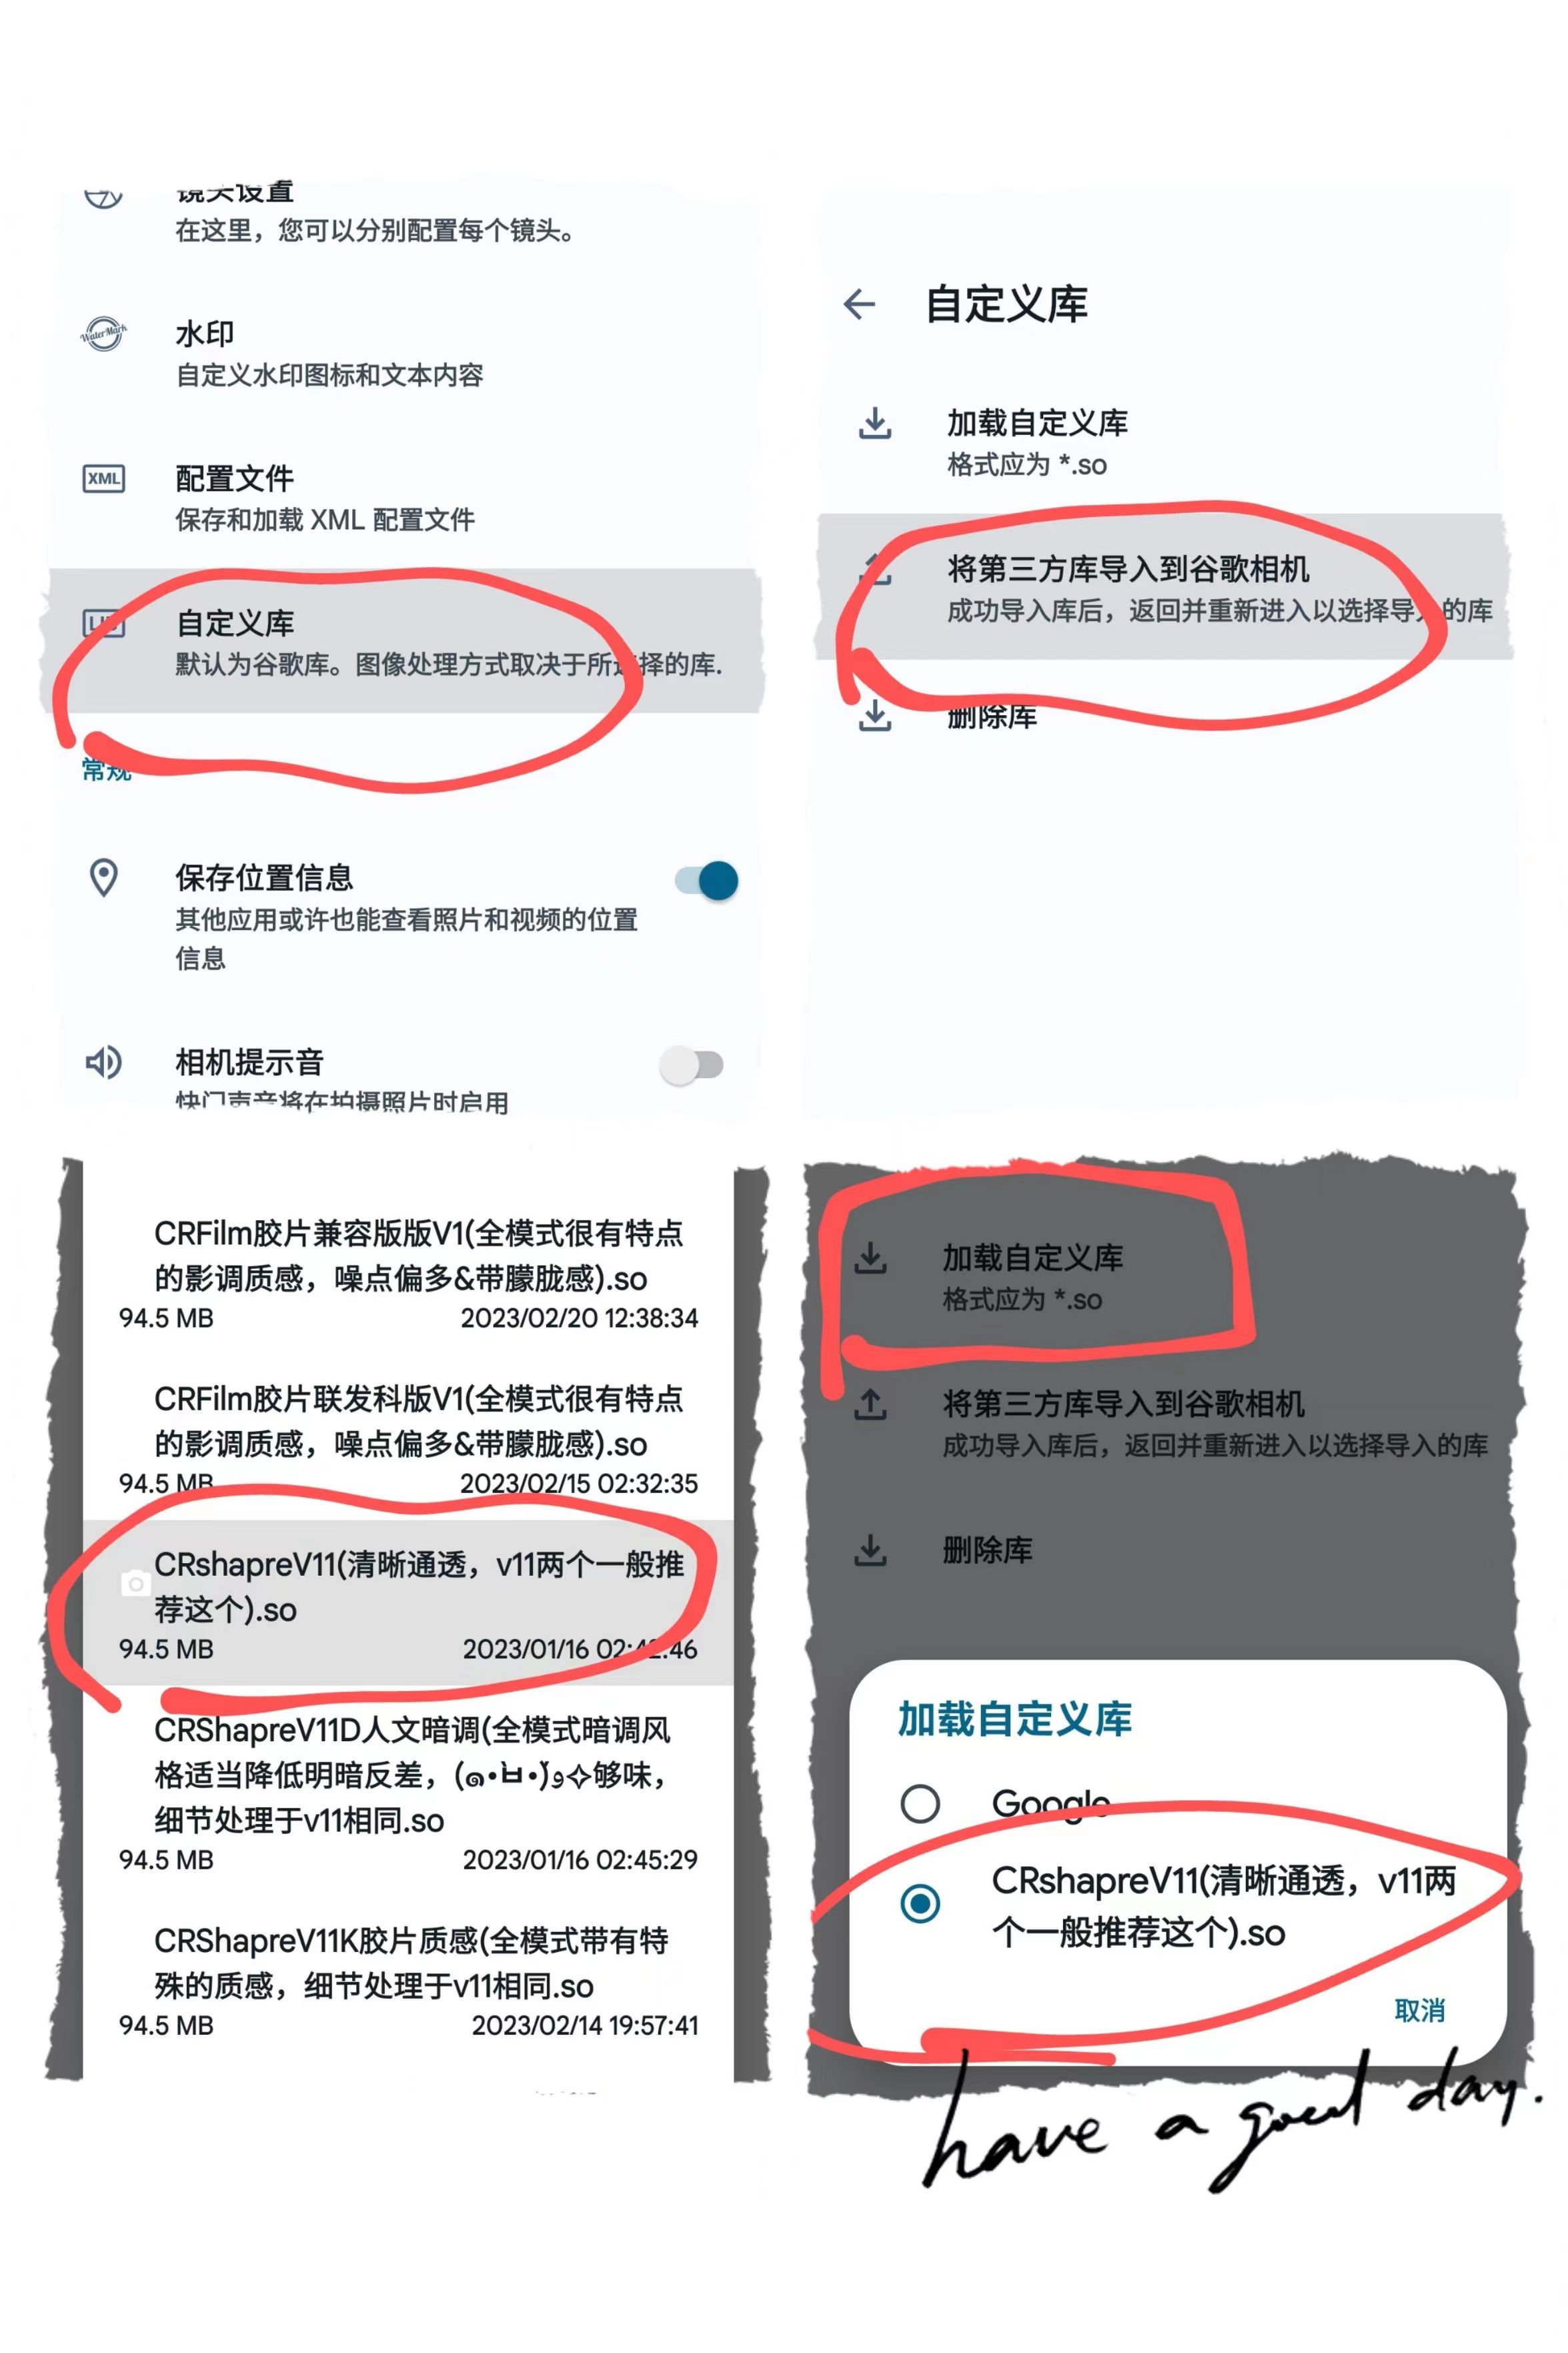 镜头设置
在这里，您可以分别配置每个镜头。
WaterMark
水印
自定义水印图标和文本内容
XML
配置文件
保存和加载 XML 配置文件
LIB
自定义库
默认为谷歌库。图像处理方式取决于所选择的库.
常规
保存位置信息
其他应用或许也能查看照片和视频的位置
信息
相机提示音
快门声音将在拍摄照片时启用
自定义库
加载自定义库
格式应为 *.so
将第三方库导入到谷歌相机
成功导入库后，返回并重新进入以选择导入的库
删除库
CRFilm胶片兼容版版V1(全模式很有特点
的影调质感，噪点偏多&带朦胧感).so
94.5 MB 2023/02/20 12:38:34
CRFilm胶片联发科版V1(全模式很有特点
的影调质感，噪点偏多&带朦胧感).so
94.5 MB 2023/02/15 02:32:35
CRshapreV11(清晰通透，v11两个一般推
荐这个).so
94.5 MB 2023/01/16 02:42:46
CRShapreV11D人文暗调(全模式暗调风
格适当降低明暗反差，(๑•̀ㅂ•́)و✧够味，
细节处理于v11相同.so
94.5 MB 2023/01/16 02:45:29
CRShapreV11K胶片质感(全模式带有特
殊的质感，细节处理于v11相同.so
94.5 MB 2023/02/14 19:57:41
加载自定义库
格式应为 *.so
将第三方库导入到谷歌相机
成功导入库后，返回并重新进入以选择导入的库
删除库
加载自定义库
Google
CRshapreV11(清晰通透，v11两
个一般推荐这个).so
取消
have a good day.